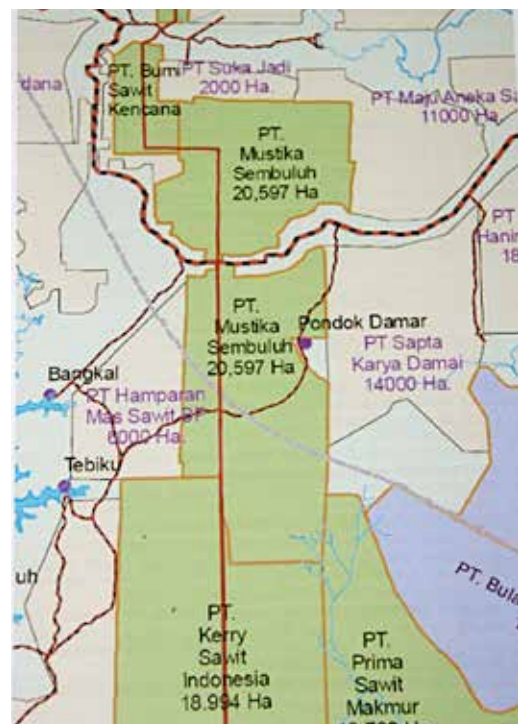 PT. Bumi
Sawit
Kencana
PT Suka Jadi
2000 Ha.
dana
PT Maju Aneka Sa
11000 Ha.
PT.
Mustika
Sembuluh
20,597 Ha
PT
Hanim
18
PT.
Mustika
Sembuluh
20,597 Ha
Pondok Damar
PT Sapta
Karya Damai
14000 Ha.
Bangkal
PT Hamparan
Mas Sawit BP
6000 Ha.
Tebiku
uh
PT. Bula
PT.
Kerry
Sawit
Indonesia
18.994 Ha
PT.
Prima
Sawit
Makmur